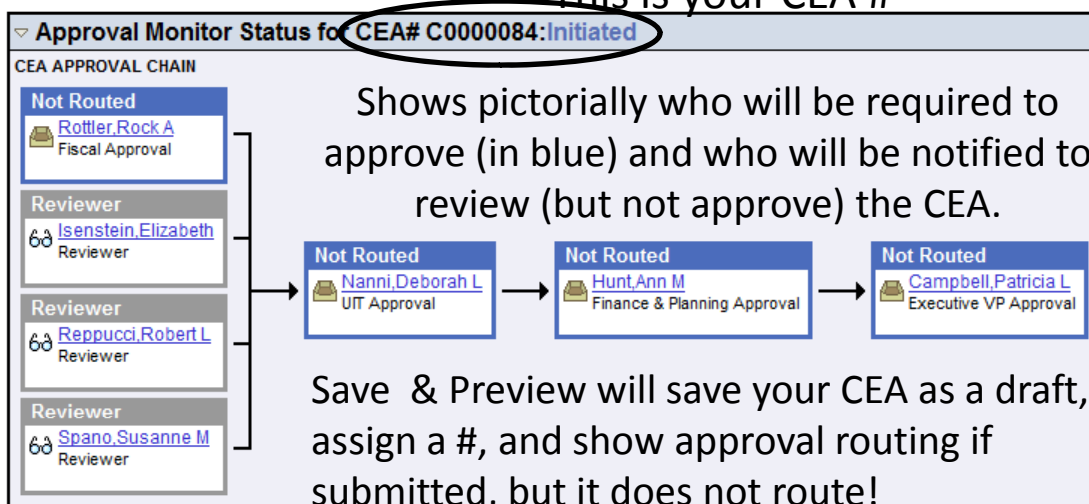 This is your CEA #
Approval Monitor Status for CEA# C0000084:Initiated
CEA APPROVAL CHAIN
Not Routed
Rottler,Rock A
Fiscal Approval
Reviewer
Isenstein,Elizabeth
Reviewer
Reviewer
Reppucci,Robert L
Reviewer
Reviewer
Spano,Susanne M
Reviewer
Shows pictorially who will be required to
approve (in blue) and who will be notified to
review (but not approve) the CEA.
Not Routed
Nanni,Deborah L
UIT Approval
Not Routed
Hunt,Ann M
Finance & Planning Approval
Not Routed
Campbell,Patricia L
Executive VP Approval
Save & Preview will save your CEA as a draft,
assign a #, and show approval routing if
submitted, but it does not route!